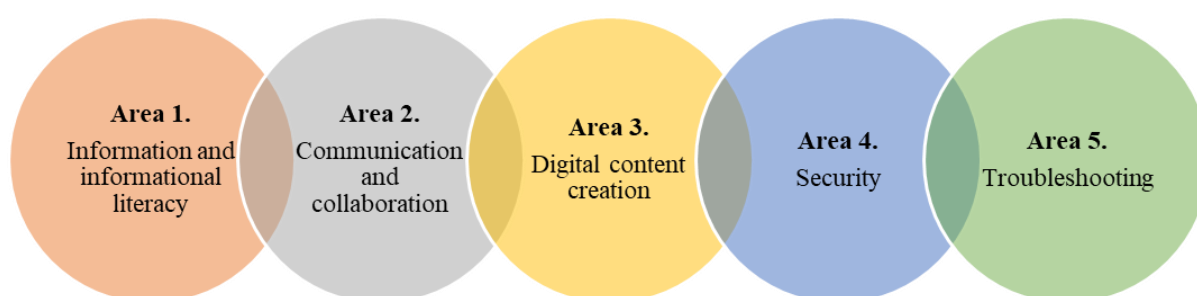 Area 1.
Information and
informational
literacy
Area 2.
Communication
and
collaboration
Area 3.
Digital content
creation
Area 4.
Security
Area 5.
Troubleshooting